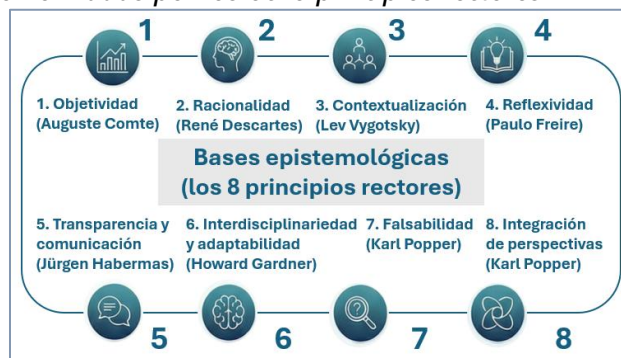 1
2
3
4
1. Objetividad
(Auguste Comte)
2. Racionalidad
(René Descartes)
3. Contextualización
(Lev Vygotsky)
4. Reflexividad
(Paulo Freire)
Bases epistemológicas
(los 8 principios rectores)
5. Transparencia y
comunicación
(Jürgen Habermas)
6. Interdisciplinariedad
y adaptabilidad
(Howard Gardner)
7. Falsabilidad
(Karl Popper)
8. Integración
de perspectivas
(Karl Popper)
5
6
7
8